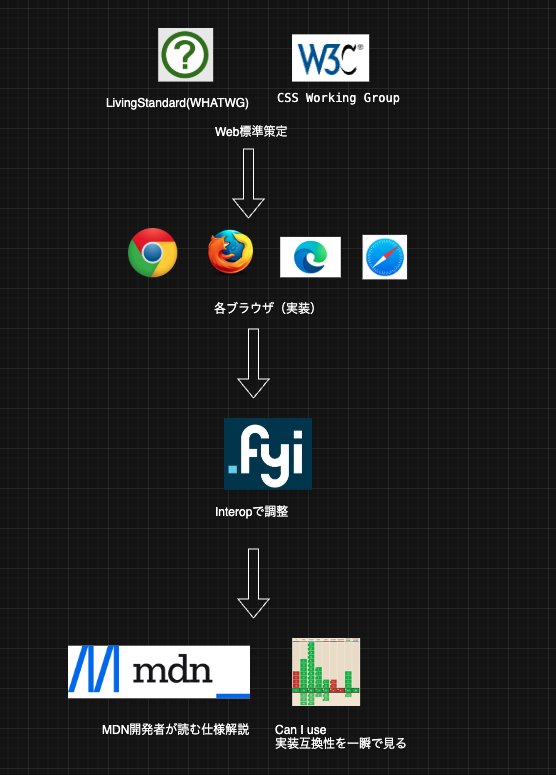 ?
W3C®
LivingStandard(WHATWG)
CSS Working Group
Web標準策定
各ブラウザ（実装）
.fyi
Interopで調整
mdn_
MDN開発者が読む仕様解説
Can I use
実装互換性を一瞬で見る